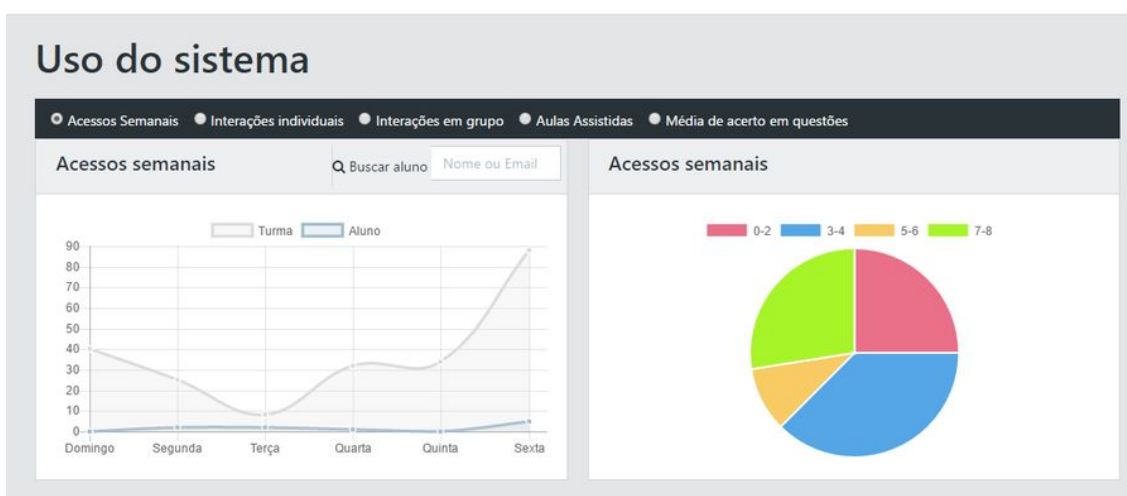 Uso do sistema
Acessos Semanais Interações individuais Interações em grupo Aulas Assistidas Média de acerto em questões
Acessos semanais
Buscar aluno Nome ou Email
Turma Aluno
90
80
70
60
50
40
30
20
10
0
Domingo Segunda Terça Quarta Quinta Sexta
Acessos semanais
0-2 3-4 5-6 7-8